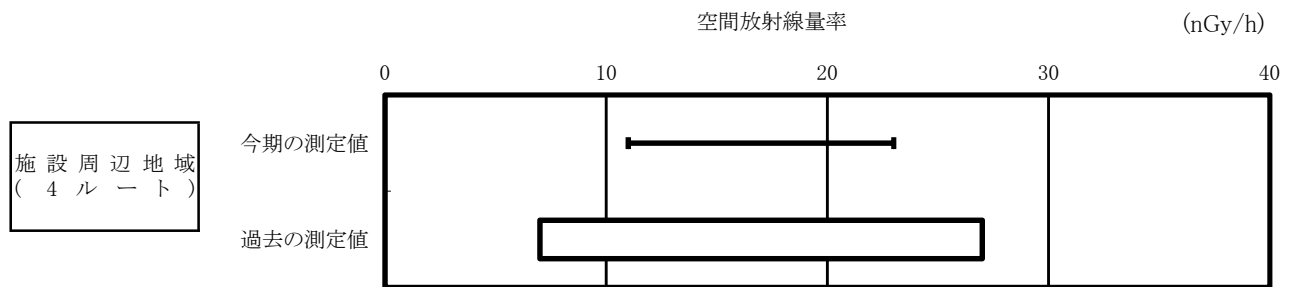 空間放射線量率 (nGy/h)
0 10 20 30 40
施設周辺地域
(4ルート)
今期の測定値
過去の測定値